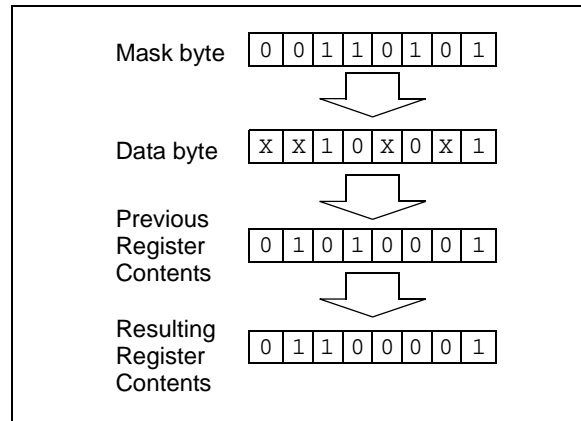 Mask byte 0 0 1 1 0 1 0 1
Data byte X X 1 0 X 0 X 1
Previous
Register 0 1 0 1 0 0 0 1
Contents
Resulting
Register 0 1 1 0 0 0 0 1
Contents